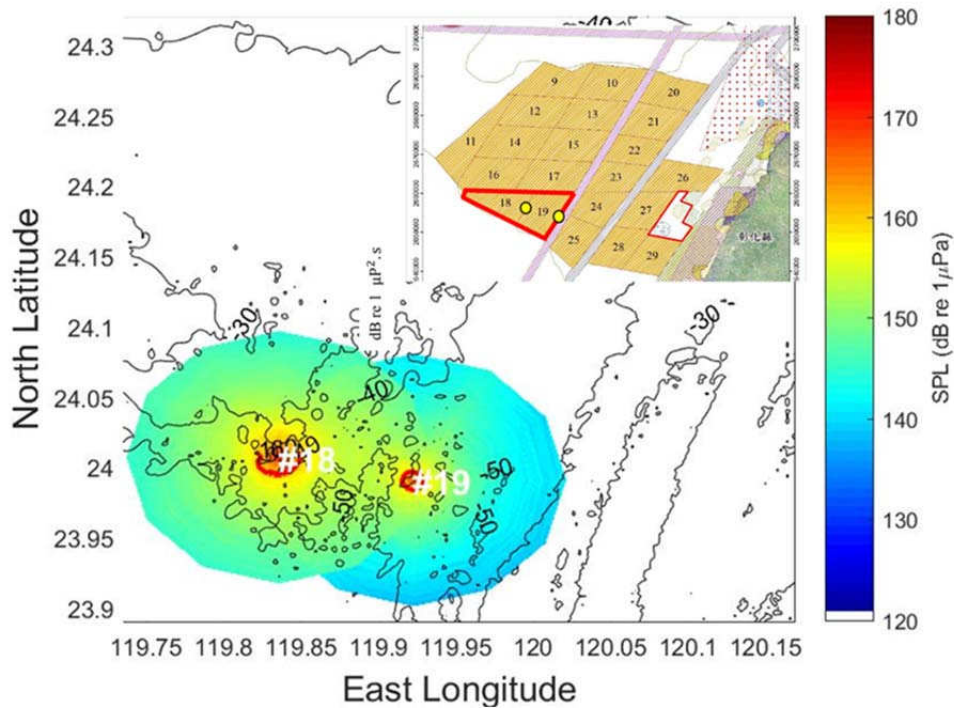 24.3
24.25
24.2
24.15
24.1
24.05
24
23.95
23.9
North Latitude
119.75 119.8 119.85 119.9 119.95 120 120.05 120.1 120.15
East Longitude
-40
9 10 20
12 13 21
11 14 15 22
16 17 23 26
18 19 24 27
25 28 29
彰化縣
-30
-30
dB re 1 μP².s
-40
#18
#19
-50
-50
-50
180
170
160
150
140
130
120
SPL (dB re 1μPa)